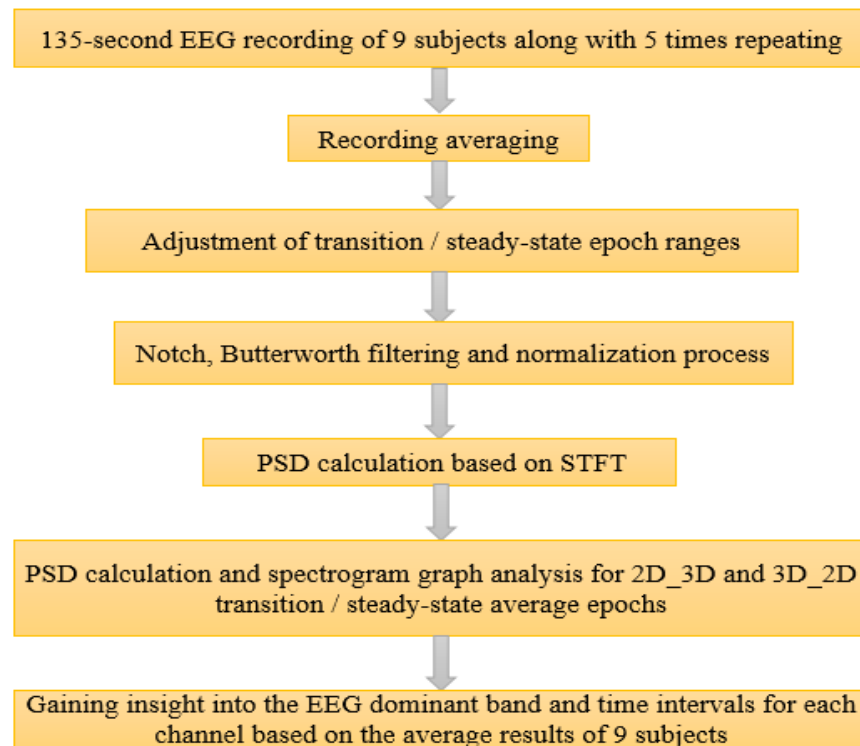 135-second EEG recording of 9 subjects along with 5 times repeating
Recording averaging
Adjustment of transition / steady-state epoch ranges
Notch, Butterworth filtering and normalization process
PSD calculation based on STFT
PSD calculation and spectrogram graph analysis for 2D_3D and 3D_2D
transition / steady-state average epochs
Gaining insight into the EEG dominant band and time intervals for each
channel based on the average results of 9 subjects